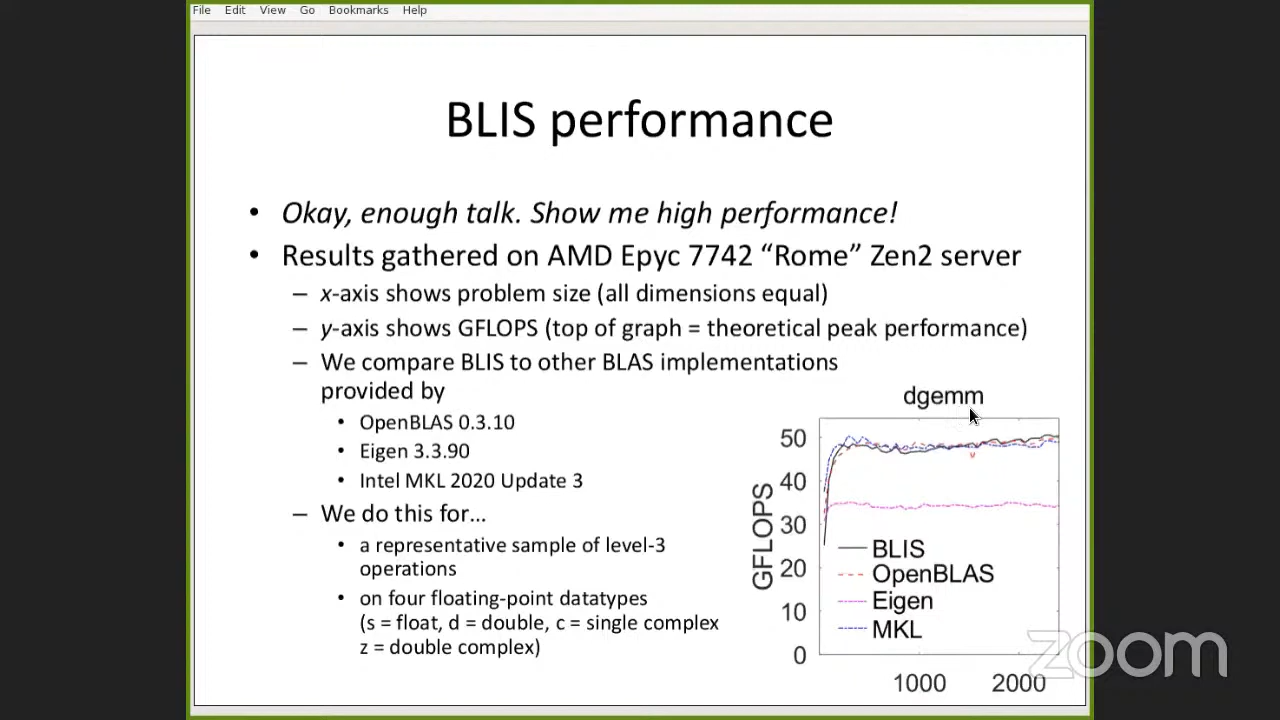 File Edit View Go Bookmarks Help
BLIS performance
• Okay, enough talk. Show me high performance!
• Results gathered on AMD Epyc 7742 “Rome” Zen2 server
– x-axis shows problem size (all dimensions equal)
– y-axis shows GFLOPS (top of graph = theoretical peak performance)
– We compare BLIS to other BLAS implementations
provided by
• OpenBLAS 0.3.10
• Eigen 3.3.90
• Intel MKL 2020 Update 3
– We do this for…
• a representative sample of level-3
operations
• on four floating-point datatypes
(s = float, d = double, c = single complex
z = double complex)
dgemm
GFLOPS
50
40
30
20
10
0
BLIS
OpenBLAS
Eigen
MKL
1000 2000
zoom